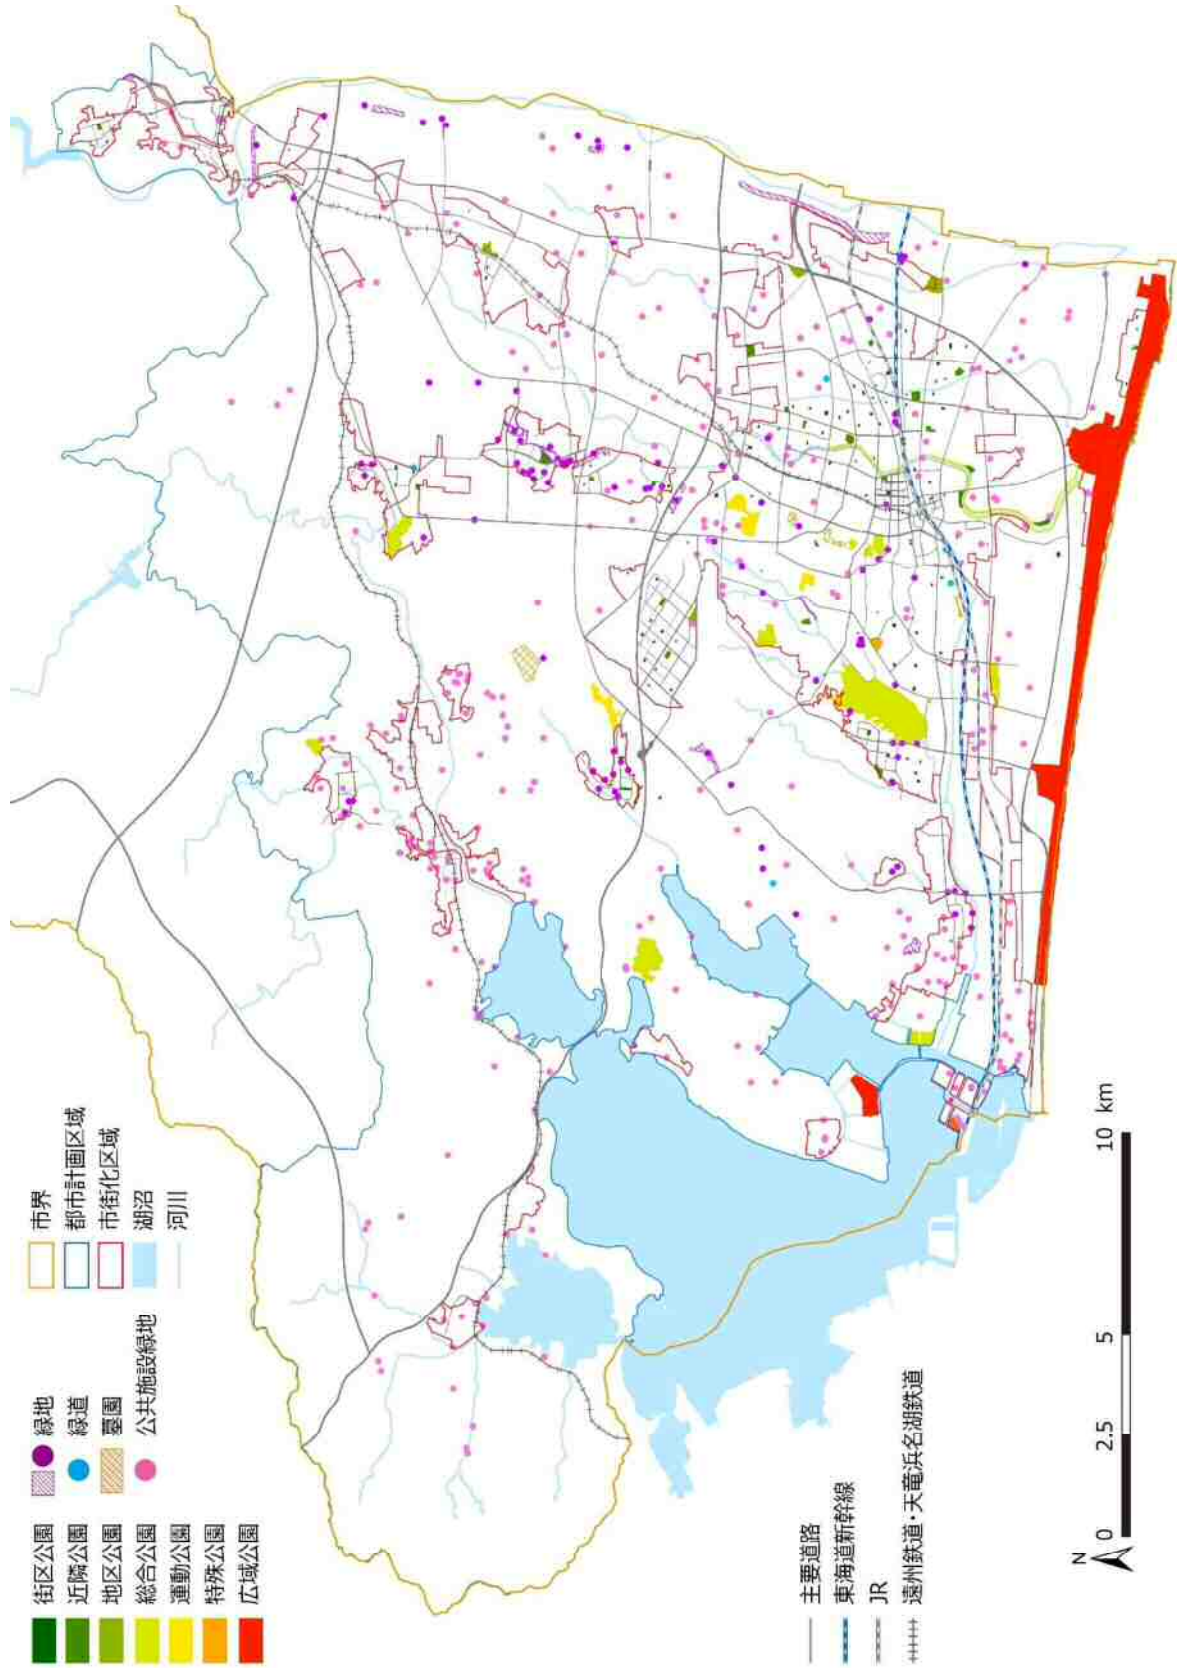 街区公園
近隣公園
地区公園
総合公園
運動公園
特殊公園
広域公園
緑地
緑道
墓園
公共施設緑地
市界
都市計画区域
市街化区域
湖沼
河川
主要道路
東海道新幹線
JR
遠州鉄道・天竜浜名湖鉄道
N
0 2.5 5 10 km